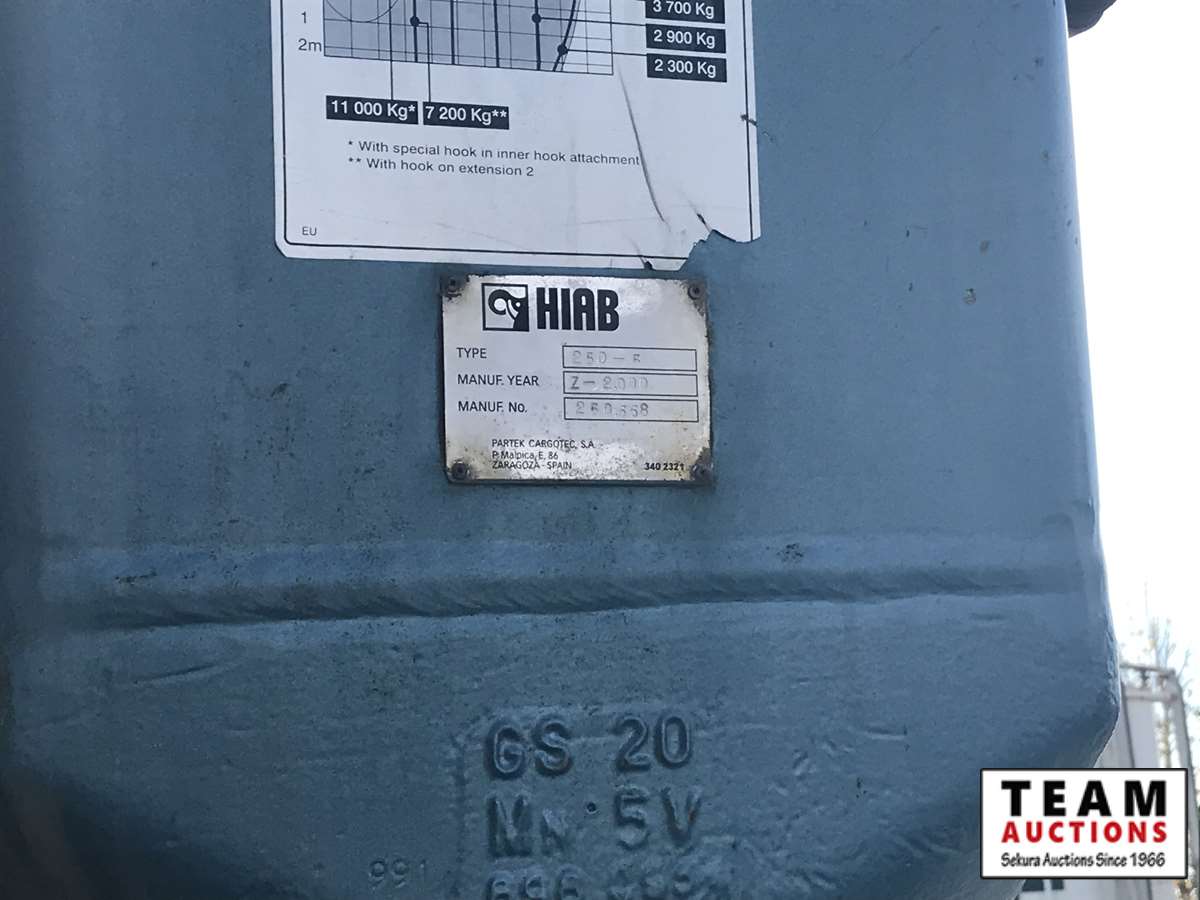 1
2m
3 700 Kg
2 900 Kg
2 300 Kg
11 000 Kg* 7 200 Kg**
* With special hook in inner hook attachment
** With hook on extension 2
EU
HIAB
TYPE
MANUF. YEAR Z-2000
MANUF. No.
PARTEK CARGOTEC, S.A.
P. Malpica, E, 86
ZARAGOZA - SPAIN 340 2321
GS 20
Mn 5V
991
TEAM
AUCTIONS
Sekura Auctions Since 1966